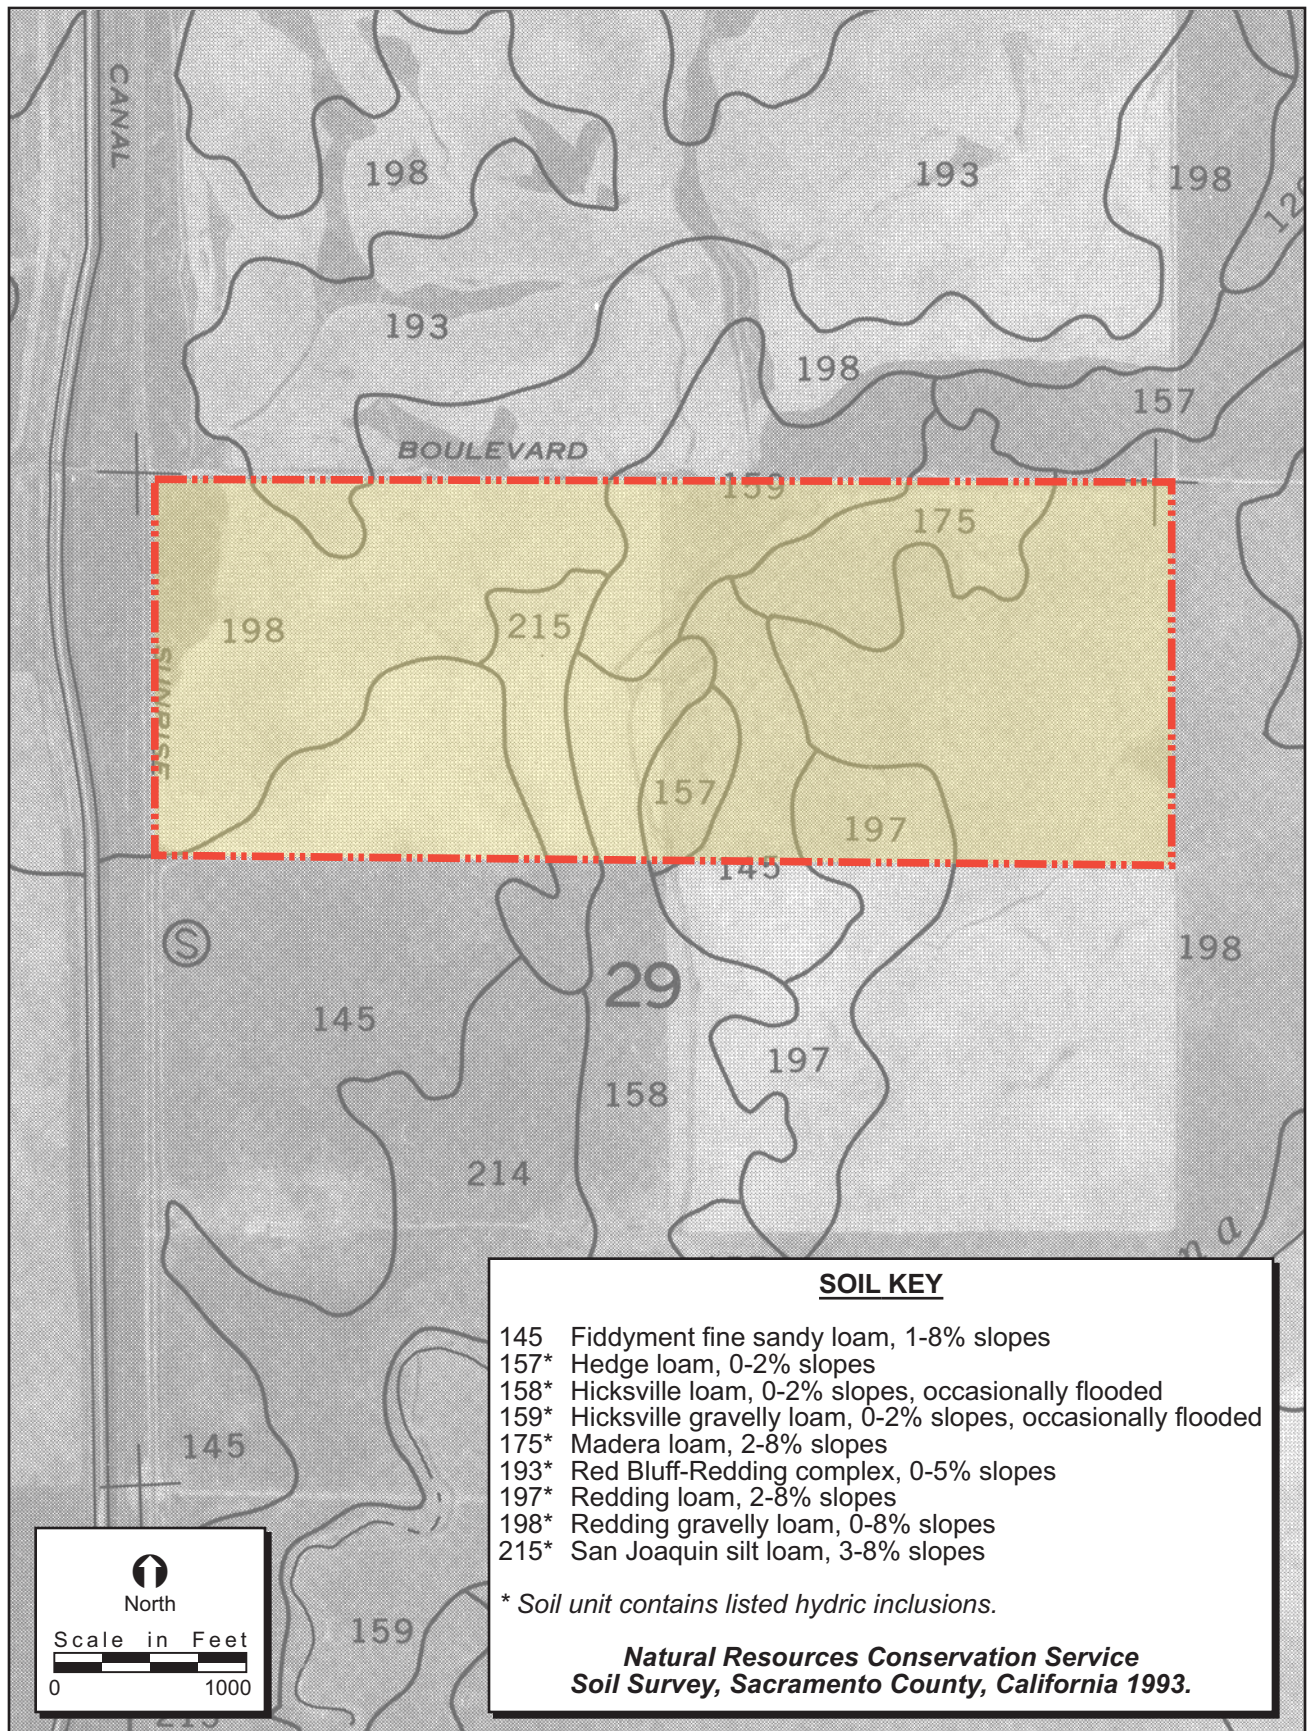 CANAL
198
193
198
12
193
198
157
BOULEVARD
159
175
198
215
SUNRISE
157
197
145
S
29
198
145
197
158
214
na
145
159
SOIL KEY
145 Fiddyment fine sandy loam, 1-8% slopes
157* Hedge loam, 0-2% slopes
158* Hicksville loam, 0-2% slopes, occasionally flooded
159* Hicksville gravelly loam, 0-2% slopes, occasionally flooded
175* Madera loam, 2-8% slopes
193* Red Bluff-Redding complex, 0-5% slopes
197* Redding loam, 2-8% slopes
198* Redding gravelly loam, 0-8% slopes
215* San Joaquin silt loam, 3-8% slopes
* Soil unit contains listed hydric inclusions.
Natural Resources Conservation Service
Soil Survey, Sacramento County, California 1993.
North
Scale in Feet
0 1000